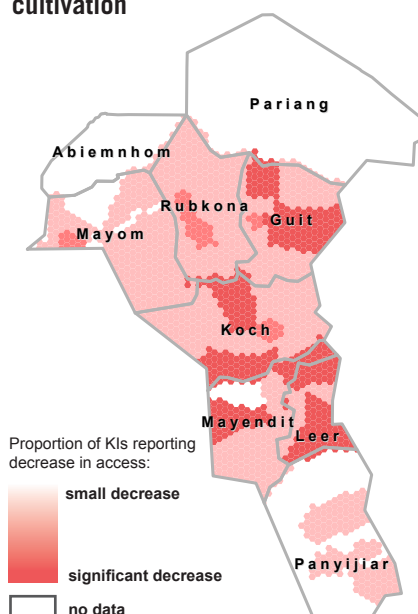 cultivation
Pariang
Abiemnhom
Rubkona
Guit
Mayom
Koch
Mayendit
Leer
Proportion of KIs reporting
decrease in access:
small decrease
Panyijiar
significant decrease
no data